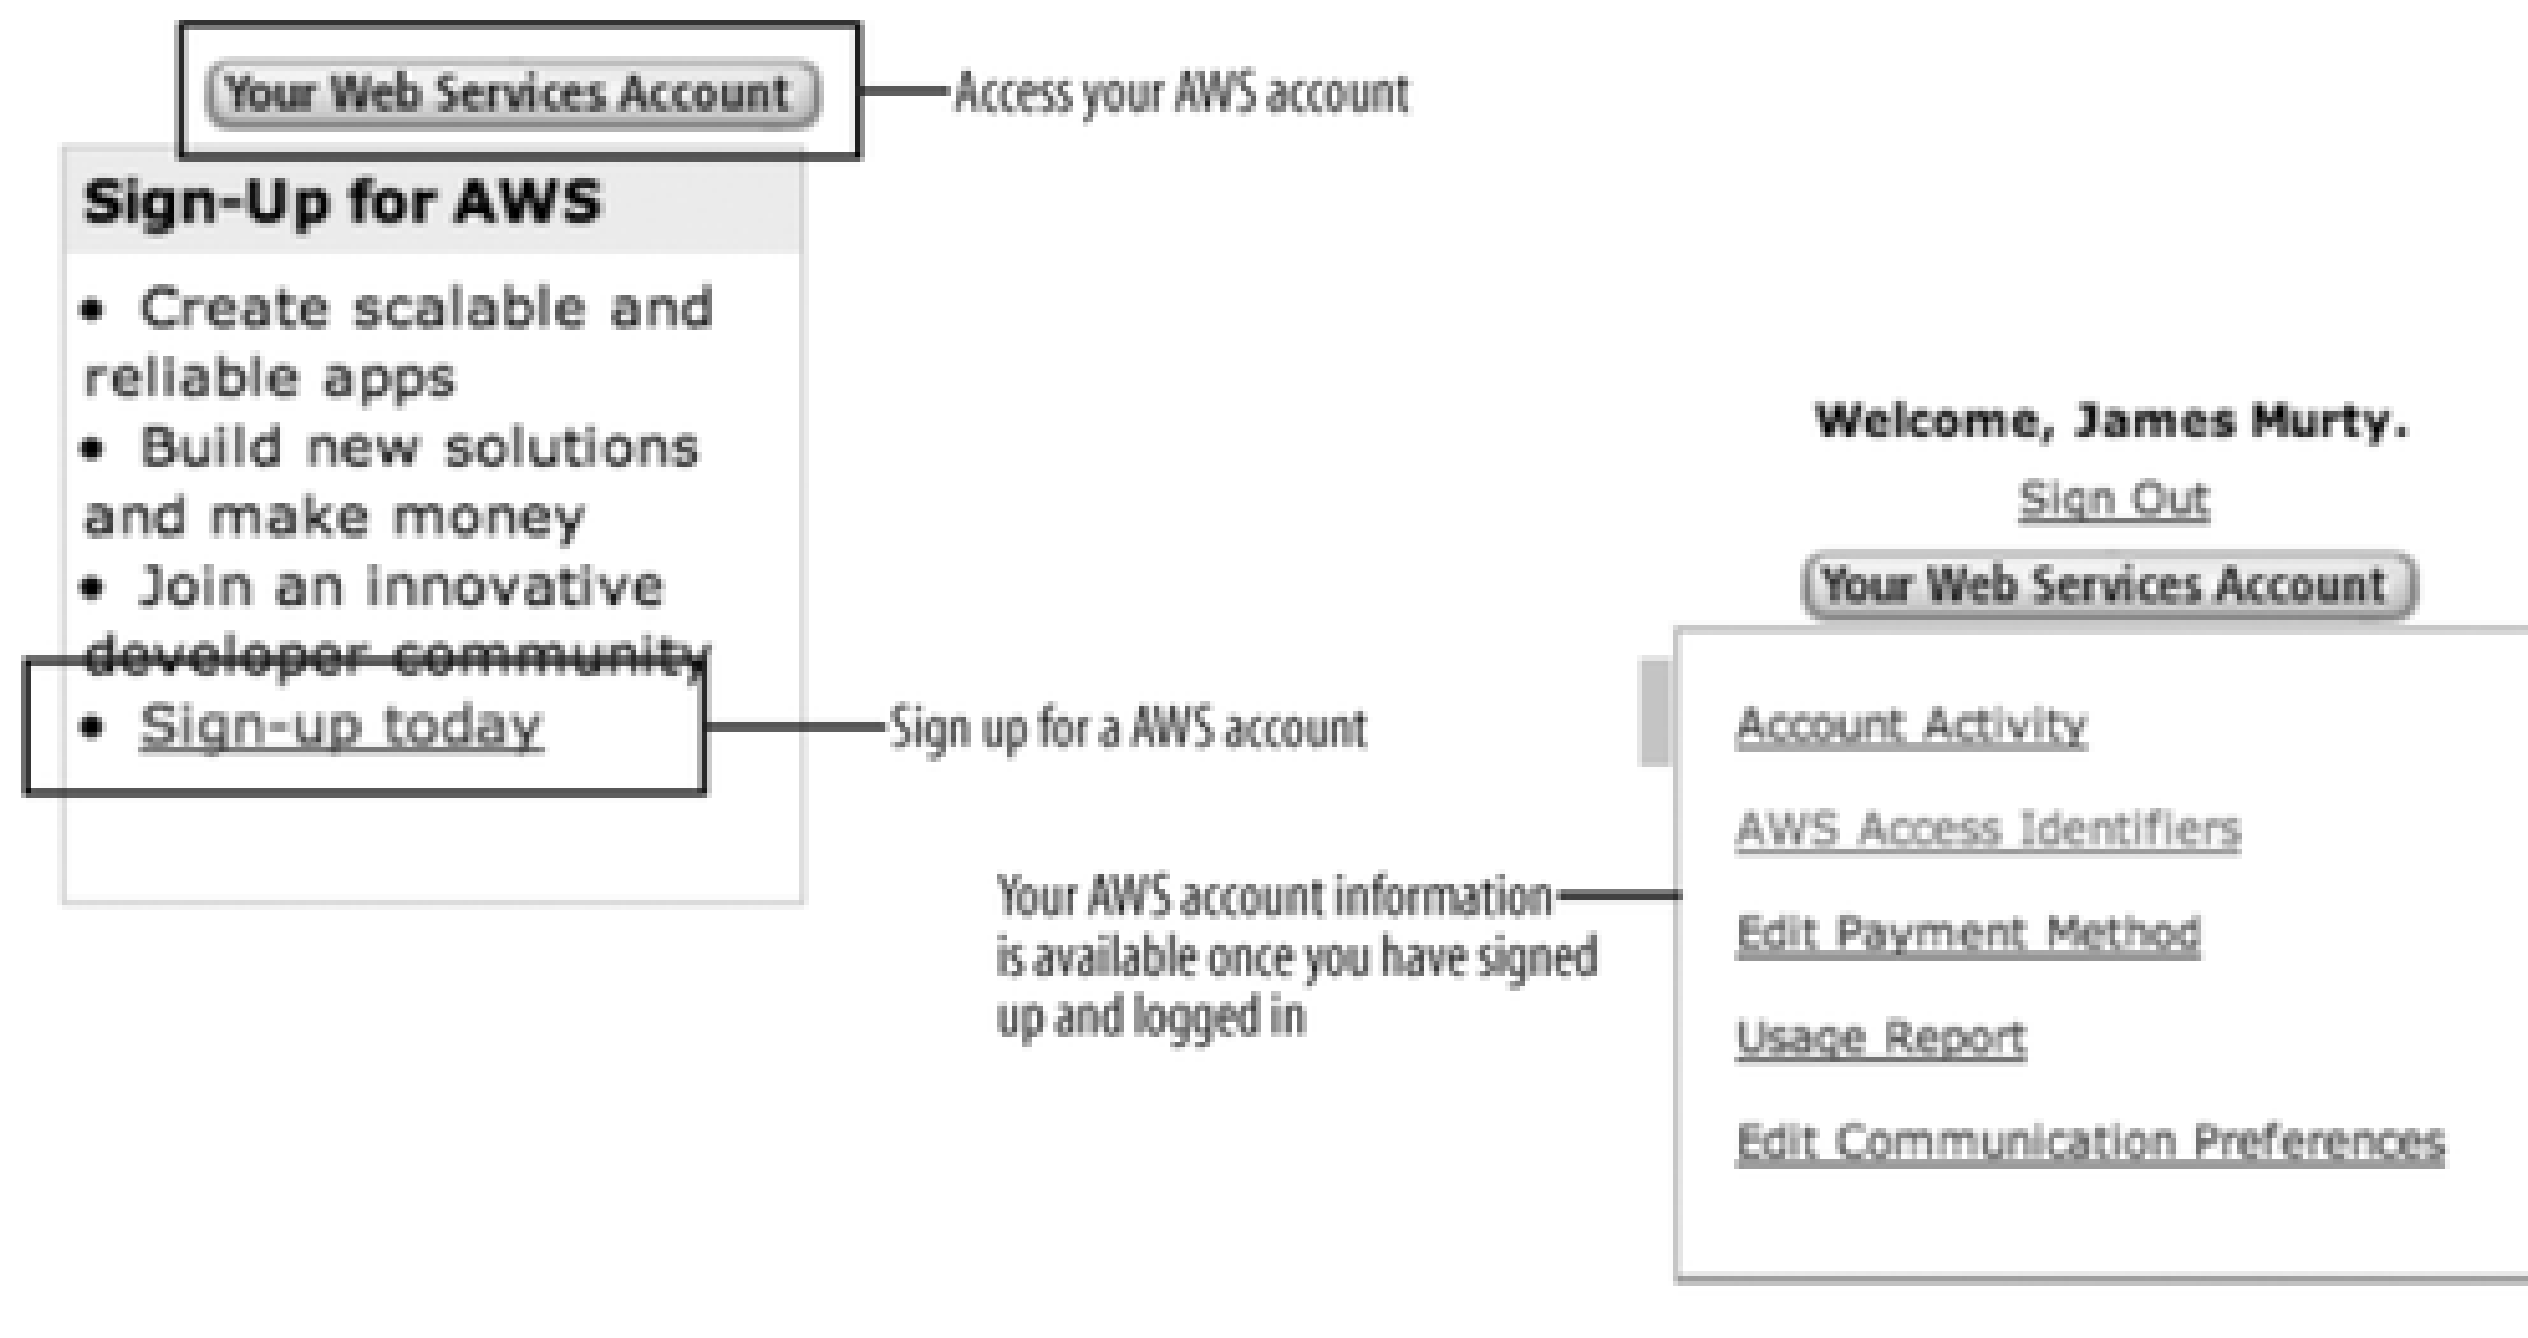 Your Web Services Account
Access your AWS account
Sign-Up for AWS
• Create scalable and
reliable apps
• Build new solutions
and make money
• Join an innovative
developer community
• Sign-up today
Sign up for a AWS account
Your AWS account information
is available once you have signed
up and logged in
Welcome, James Murty.
Sign Out
Your Web Services Account
Account Activity
AWS Access Identifiers
Edit Payment Method
Usage Report
Edit Communication Preferences